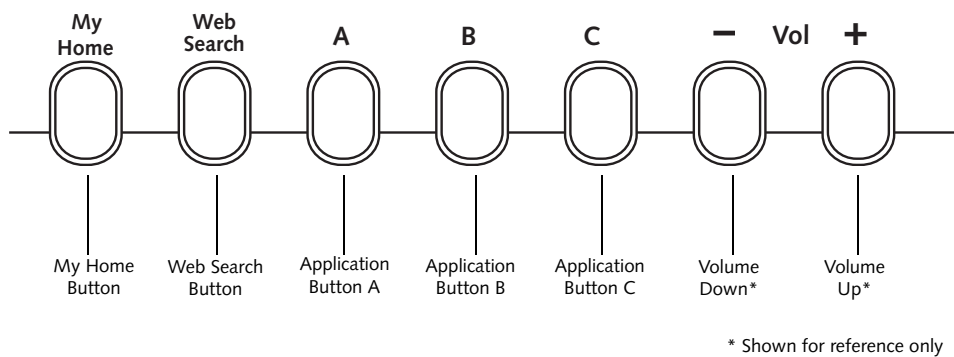 My
Home
Web
Search
A
B
C
− Vol +
My Home
Button
Web Search
Button
Application
Button A
Application
Button B
Application
Button C
Volume
Down*
Volume
Up*
* Shown for reference only